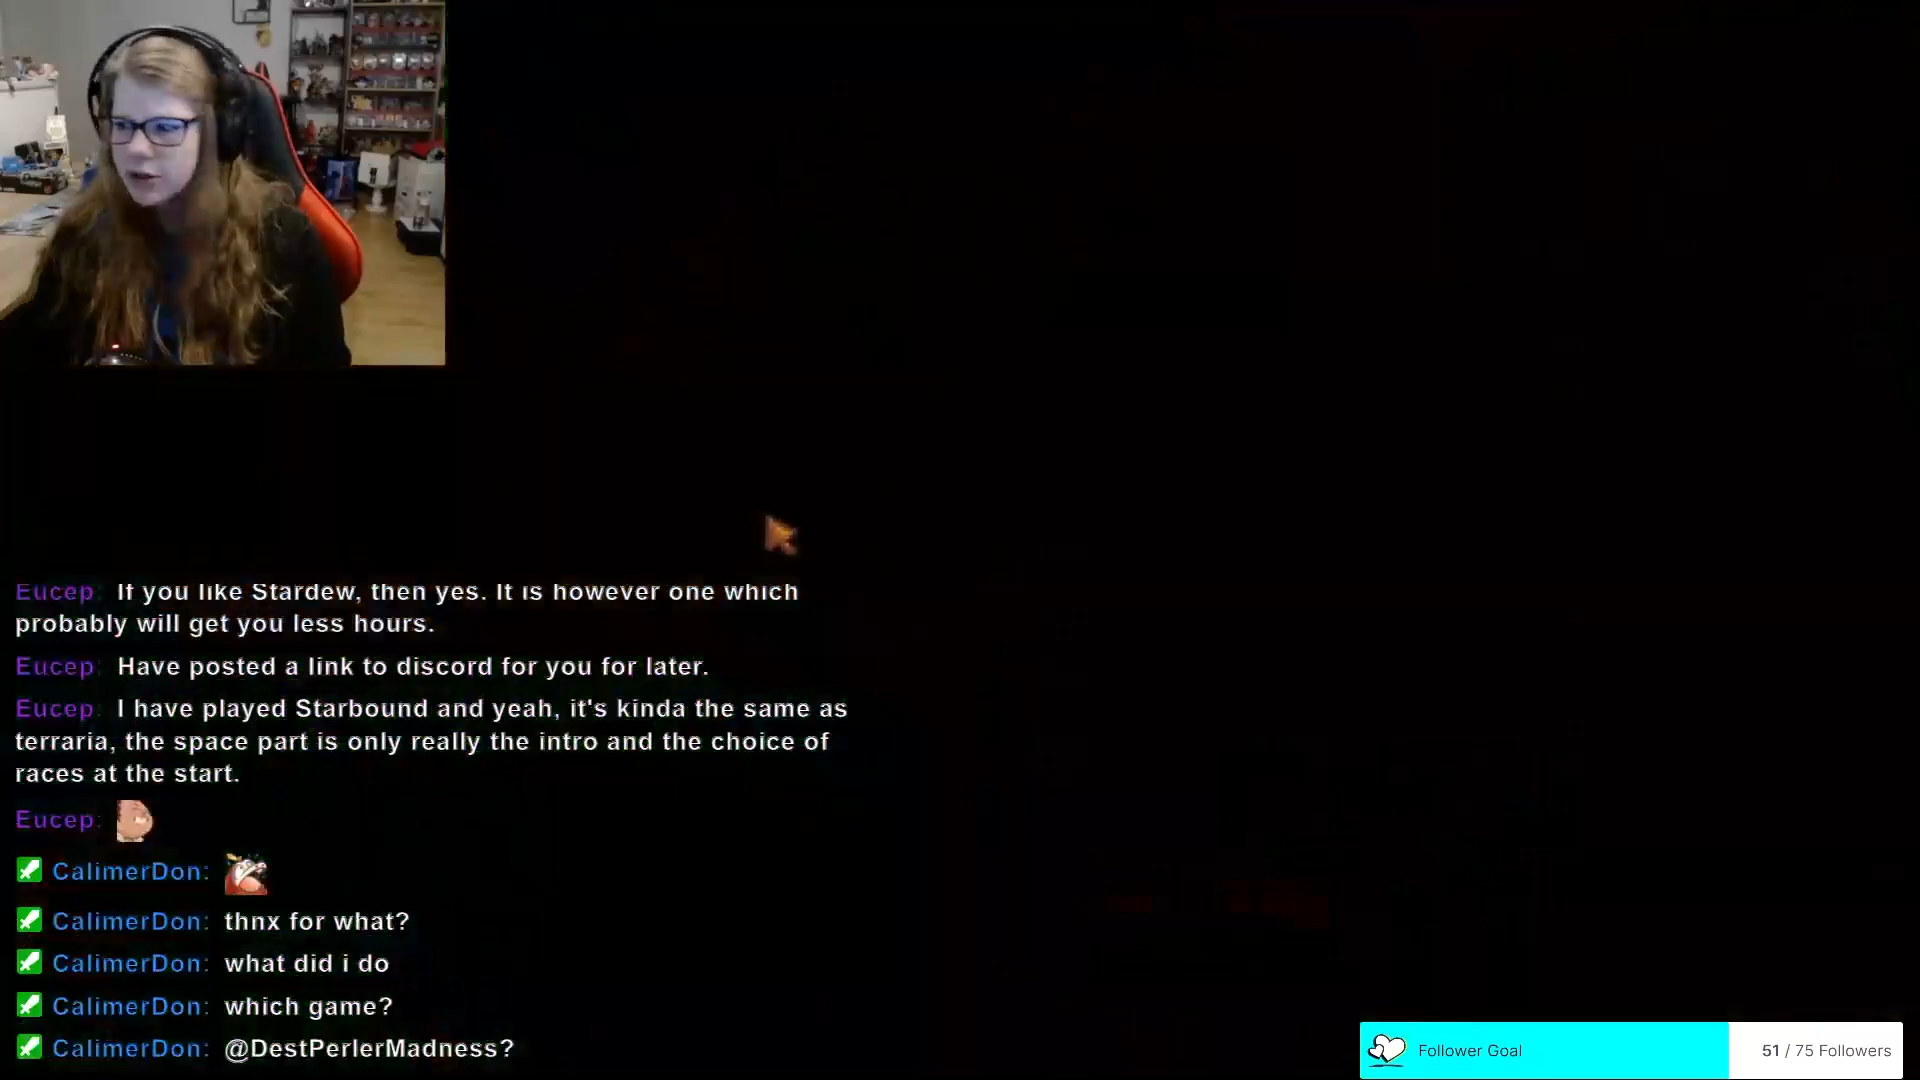 Eucep: If you like Stardew, then yes. It is however one which
probably will get you less hours.
Eucep: Have posted a link to discord for you for later.
Eucep: I have played Starbound and yeah, it's kinda the same as
terraria, the space part is only really the intro and the choice of
races at the start.
Eucep:
CalimerDon:
CalimerDon: thnx for what?
CalimerDon: what did i do
CalimerDon: which game?
CalimerDon: @DestPerlerMadness?
Follower Goal
51 / 75 Followers